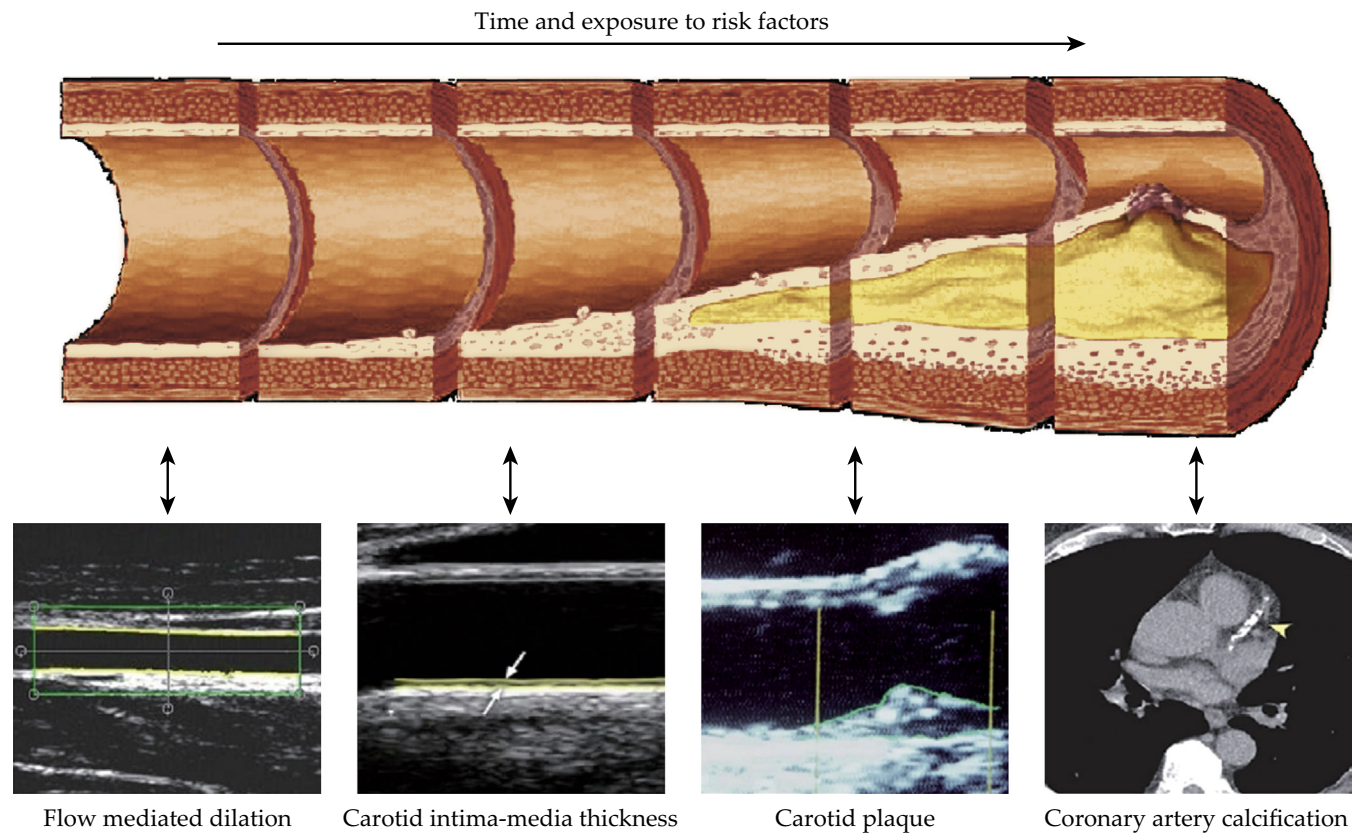 Time and exposure to risk factors
Flow mediated dilation
Carotid intima-media thickness
Carotid plaque
Coronary artery calcification